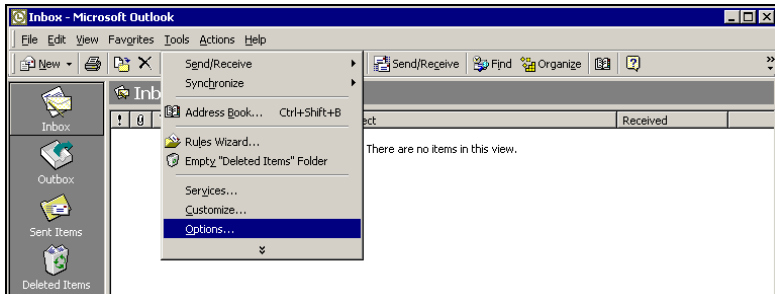 Inbox - Microsoft Outlook
File Edit View Favorites Tools Actions Help
New Send/Receive Find Organize
Send/Receive
Synchronize
Inb
Address Book... Ctrl+Shift+B
ect Received
Inbox
Rules Wizard...
There are no items in this view.
Empty "Deleted Items" Folder
Outbox
Services...
Customize...
Options...
Sent Items
Deleted Items